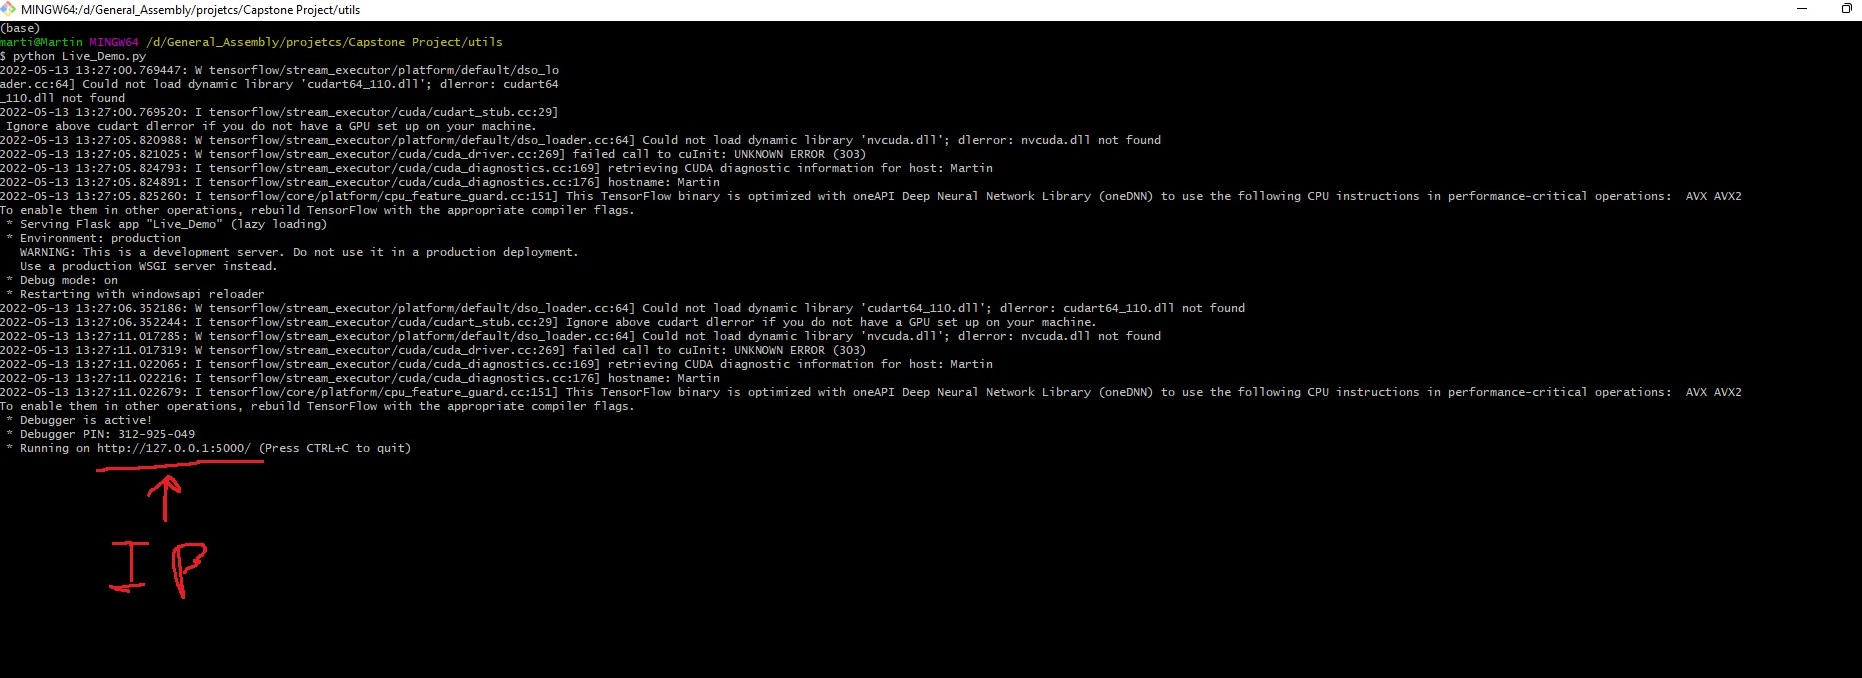 MINGW64:/d/General_Assembly/projetcs/Capstone Project/utils
(base)
marti@Martin MINGW64 /d/General_Assembly/projetcs/Capstone Project/utils
$ python Live_Demo.py
2022-05-13 13:27:00.769447: W tensorflow/stream_executor/platform/default/dso_lo
ader.cc:64] Could not load dynamic library 'cudart64_110.dll'; dlerror: cudart64
_110.dll not found
2022-05-13 13:27:00.769520: I tensorflow/stream_executor/cuda/cudart_stub.cc:29]
 Ignore above cudart dlerror if you do not have a GPU set up on your machine.
2022-05-13 13:27:05.820988: W tensorflow/stream_executor/platform/default/dso_loader.cc:64] Could not load dynamic library 'nvcuda.dll'; dlerror: nvcuda.dll not found
2022-05-13 13:27:05.821025: W tensorflow/stream_executor/cuda/cuda_driver.cc:269] failed call to cuInit: UNKNOWN ERROR (303)
2022-05-13 13:27:05.824793: I tensorflow/stream_executor/cuda/cuda_diagnostics.cc:169] retrieving CUDA diagnostic information for host: Martin
2022-05-13 13:27:05.824891: I tensorflow/stream_executor/cuda/cuda_diagnostics.cc:176] hostname: Martin
2022-05-13 13:27:05.825260: I tensorflow/core/platform/cpu_feature_guard.cc:151] This TensorFlow binary is optimized with oneAPI Deep Neural Network Library (oneDNN) to use the following CPU instructions in performance-critical operations:  AVX AVX2
To enable them in other operations, rebuild TensorFlow with the appropriate compiler flags.
 * Serving Flask app "Live_Demo" (lazy loading)
 * Environment: production
   WARNING: This is a development server. Do not use it in a production deployment.
   Use a production WSGI server instead.
 * Debug mode: on
 * Restarting with windowsapi reloader
2022-05-13 13:27:06.352186: W tensorflow/stream_executor/platform/default/dso_loader.cc:64] Could not load dynamic library 'cudart64_110.dll'; dlerror: cudart64_110.dll not found
2022-05-13 13:27:06.352244: I tensorflow/stream_executor/cuda/cudart_stub.cc:29] Ignore above cudart dlerror if you do not have a GPU set up on your machine.
2022-05-13 13:27:11.017285: W tensorflow/stream_executor/platform/default/dso_loader.cc:64] Could not load dynamic library 'nvcuda.dll'; dlerror: nvcuda.dll not found
2022-05-13 13:27:11.017319: W tensorflow/stream_executor/cuda/cuda_driver.cc:269] failed call to cuInit: UNKNOWN ERROR (303)
2022-05-13 13:27:11.022065: I tensorflow/stream_executor/cuda/cuda_diagnostics.cc:169] retrieving CUDA diagnostic information for host: Martin
2022-05-13 13:27:11.022216: I tensorflow/stream_executor/cuda/cuda_diagnostics.cc:176] hostname: Martin
2022-05-13 13:27:11.022679: I tensorflow/core/platform/cpu_feature_guard.cc:151] This TensorFlow binary is optimized with oneAPI Deep Neural Network Library (oneDNN) to use the following CPU instructions in performance-critical operations:  AVX AVX2
To enable them in other operations, rebuild TensorFlow with the appropriate compiler flags.
 * Debugger is active!
 * Debugger PIN: 312-925-049
 * Running on http://127.0.0.1:5000/ (Press CTRL+C to quit)
IP